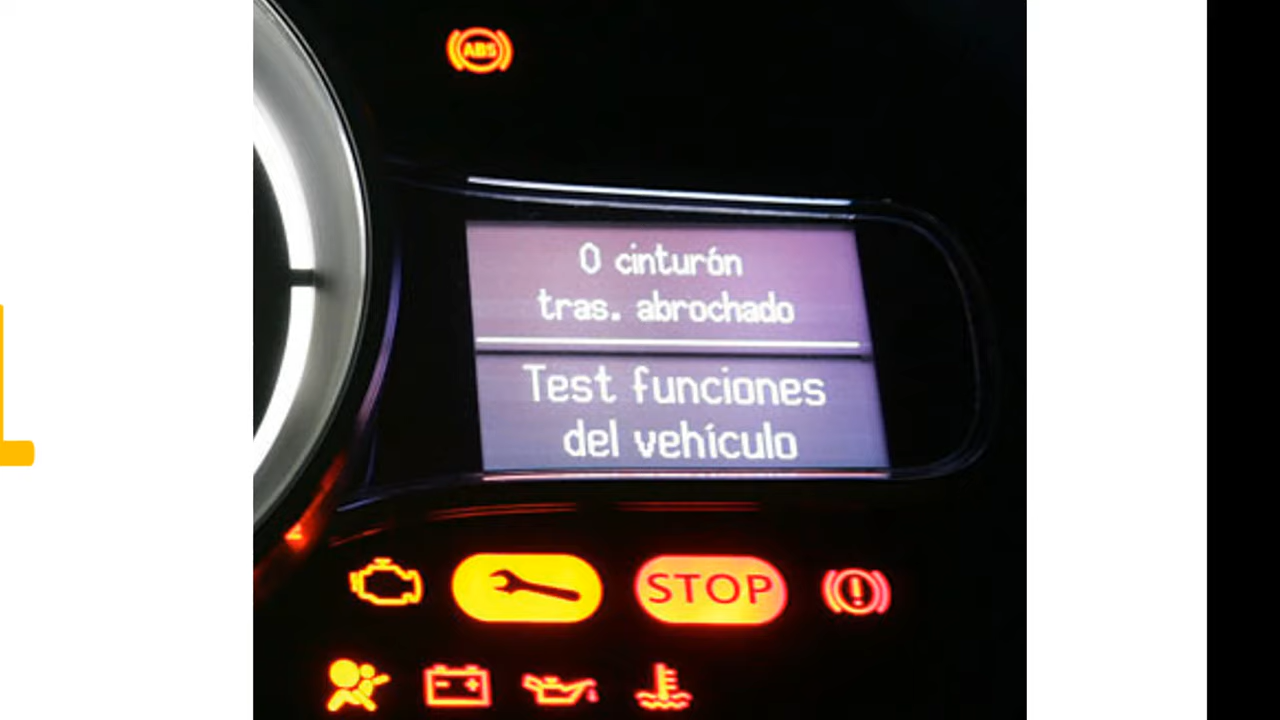 ABS
0 cinturón
tras. abrochado
Test funciones
del vehículo
STOP